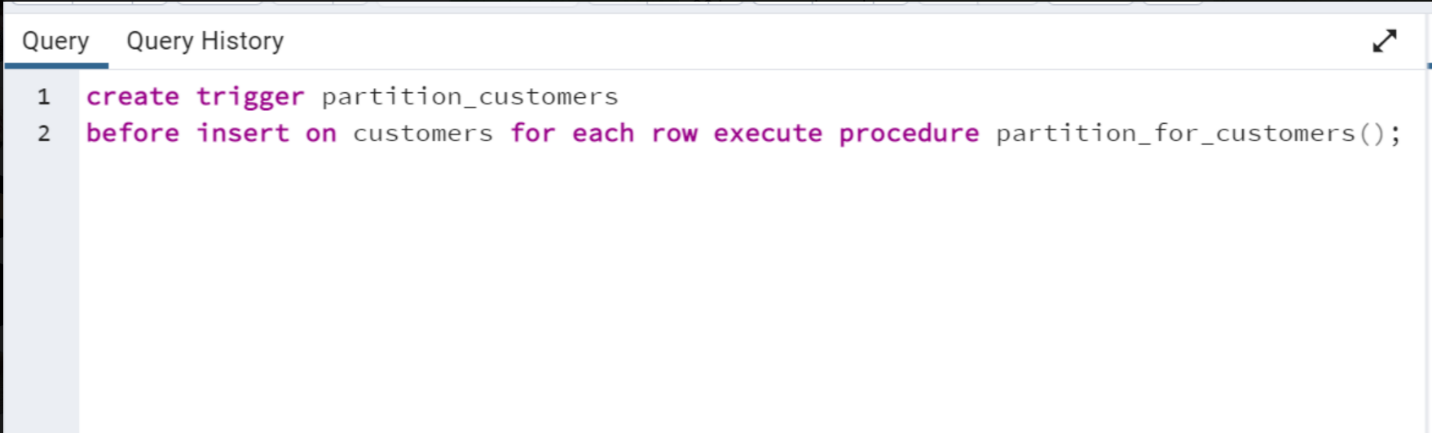 Query Query History
1 create trigger partition_customers
2 before insert on customers for each row execute procedure partition_for_customers();